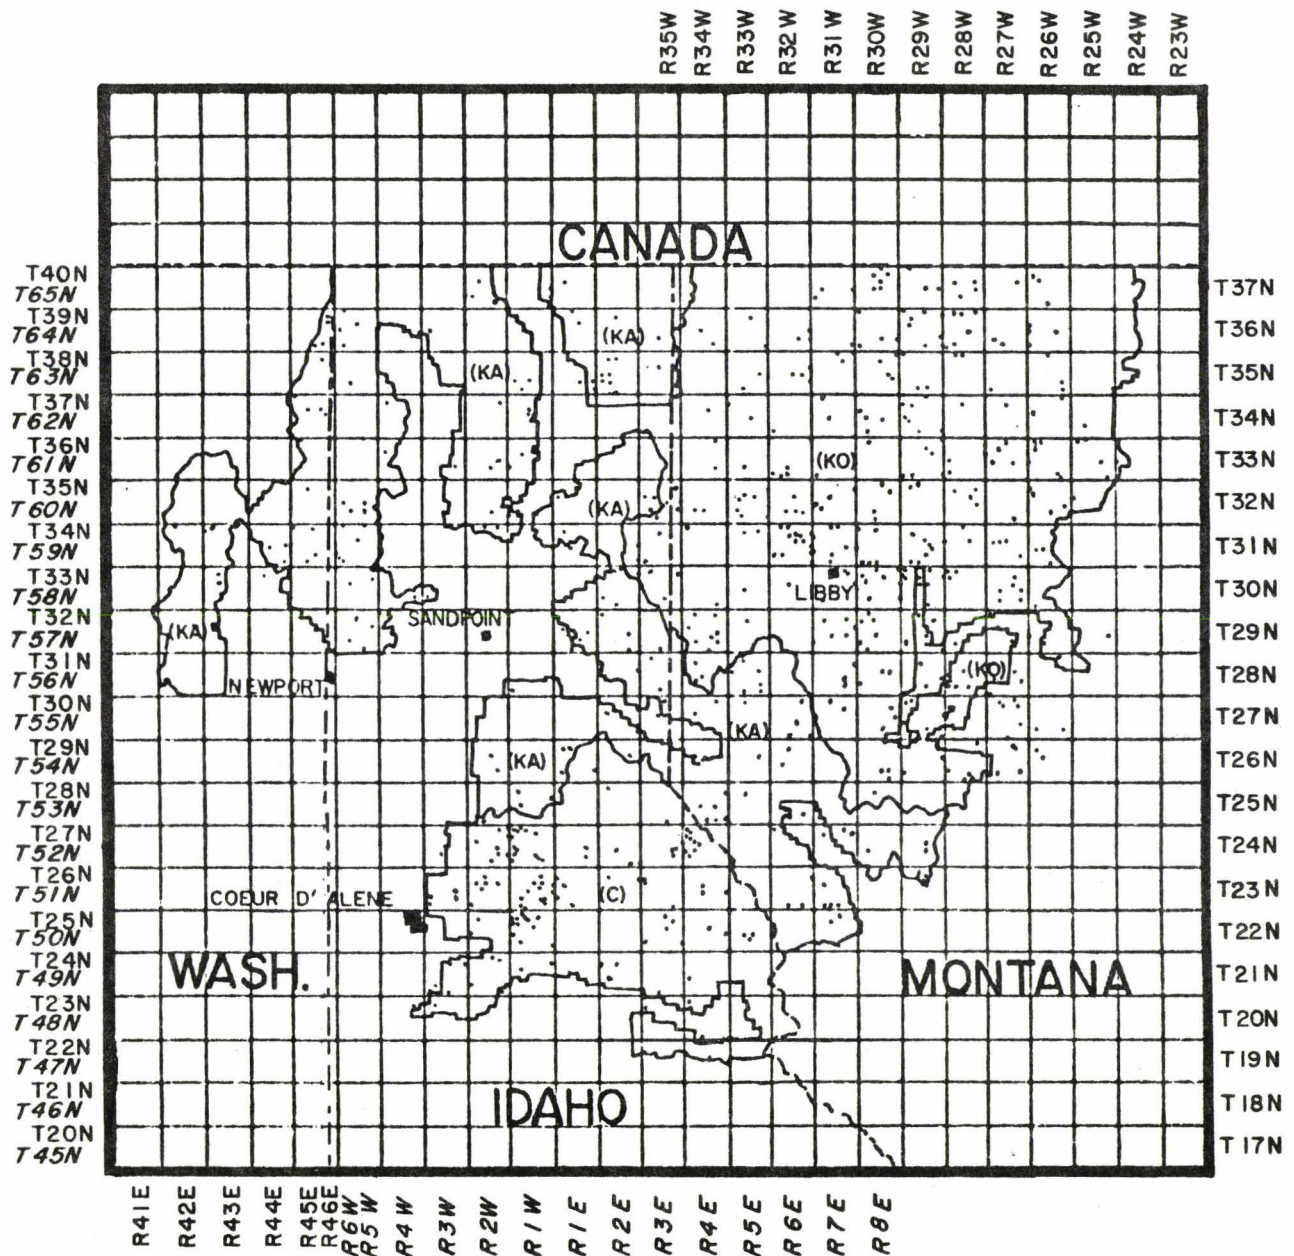 R35W R34W R33W R32W R31W R30W R29W R28W R27W R26W R25W R24W R23W
CANADA
T40N
T65N
T37N
T39N
T64N
(KA)
T36N
T38N
T63N
(KA)
T35N
T37N
T62N
T34N
T36N
T61N
(KO)
T33N
T35N
T60N
(KA)
T32N
T34N
T59N
T31N
T33N
T58N
LIBBY
T30N
T32N
T57N
(KA)
SANDPOIN
T29N
T31N
T56N
NEWPORT
(KO)
T28N
T30N
T55N
(KA)
T27N
T29N
T54N
(KA)
T26N
T28N
T53N
T25N
T27N
T52N
T24N
T26N
T51N
COEUR D' ALENE
(C)
T23N
T25N
T50N
T22N
T24N
T49N
WASH.
MONTANA
T21N
T23N
T48N
T20N
T22N
T47N
T19N
T21N
T46N
IDAHO
T18N
T20N
T45N
T17N
R41E R42E R43E R44E R45E R46E R6W R5W R4W R3W R2W R1W R1E R2E R3E R4E R5E R6E R7E R8E